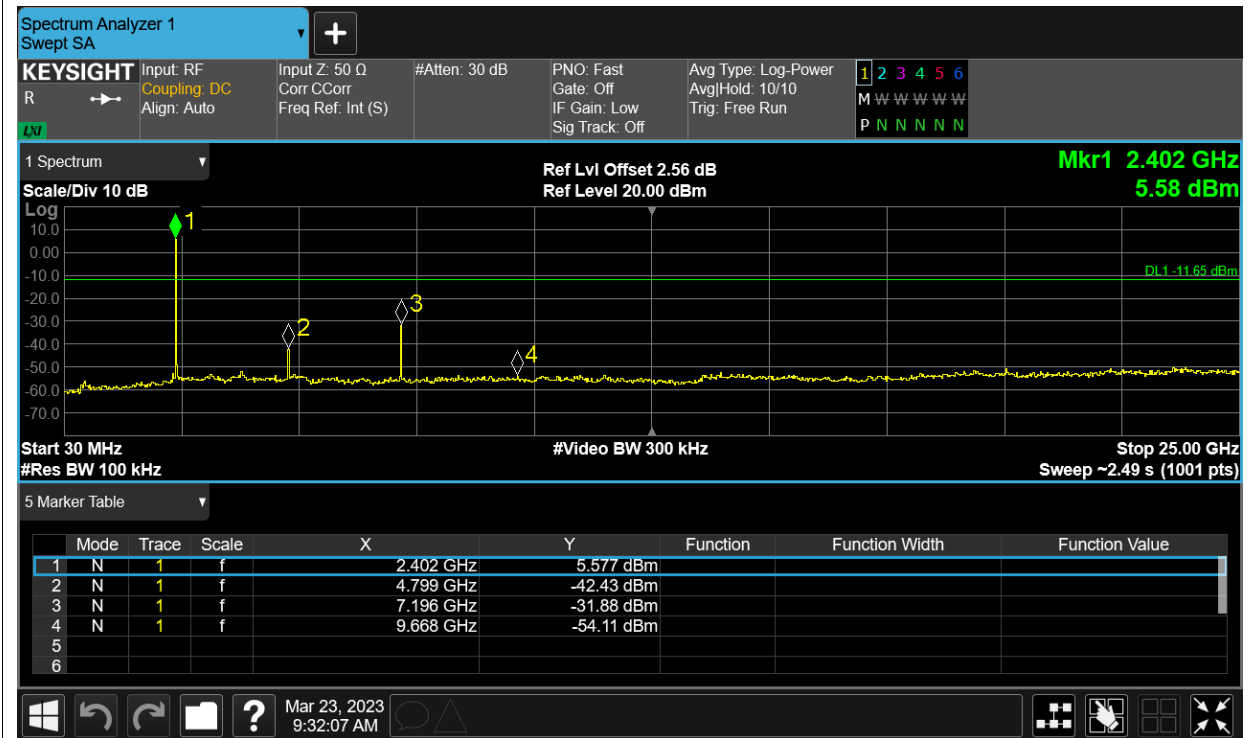 Spectrum Analyzer 1
Swept SA
+
KEYSIGHT
R
LXI
Input: RF
Coupling: DC
Align: Auto
Input Z: 50 Ω
Corr CCorr
Freq Ref: Int (S)
#Atten: 30 dB
PNO: Fast
Gate: Off
IF Gain: Low
Sig Track: Off
Avg Type: Log-Power
Avg|Hold: 10/10
Trig: Free Run
1 2 3 4 5 6
M W W W W W
P N N N N N
1 Spectrum
Scale/Div 10 dB
Ref Lvl Offset 2.56 dB
Ref Level 20.00 dBm
Mkr1 2.402 GHz
5.58 dBm
Log
10.0
0.00
-10.0
-20.0
-30.0
-40.0
-50.0
-60.0
-70.0
1
2
3
4
DL1 -11.65 dBm
Start 30 MHz
#Res BW 100 kHz
#Video BW 300 kHz
Stop 25.00 GHz
Sweep ~2.49 s (1001 pts)
5 Marker Table
Mode Trace Scale X Y Function Function Width Function Value
1 N 1 f 2.402 GHz 5.577 dBm
2 N 1 f 4.799 GHz -42.43 dBm
3 N 1 f 7.196 GHz -31.88 dBm
4 N 1 f 9.668 GHz -54.11 dBm
5
6
?
Mar 23, 2023
9:32:07 AM